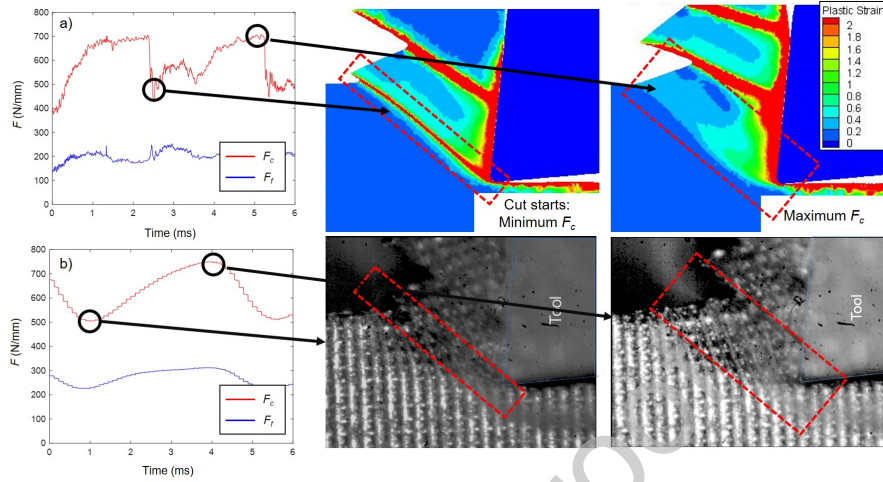 a)
800
700
600
500
400
300
200
100
0
F (N/mm)
0 1 2 3 4 5 6
Time (ms)
Fc
Ft
Cut starts:
Minimum Fc
Maximum Fc
Plastic Strain
2
1.8
1.6
1.4
1.2
1
0.8
0.6
0.4
0.2
0
b)
800
700
600
500
400
300
200
100
0
F (N/mm)
0 1 2 3 4 5 6
Time (ms)
Fc
Ft
Tool
Tool